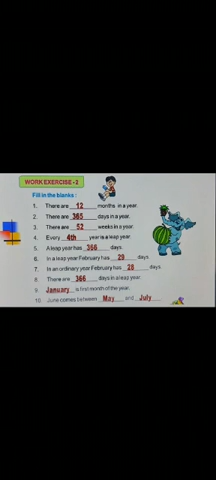 WORK EXERCISE - 2
Fill in the blanks :
1. There are 12 months in a year.
2. There are 365 days in a year.
3. There are 52 weeks in a year.
4. Every 4th year is a leap year.
5. A leap year has 366 days.
6. In a leap year February has 29 days.
7. In an ordinary year February has 28 days.
8. There are 366 days in a leap year.
9. January is first month of the year.
10. June comes between May and July.